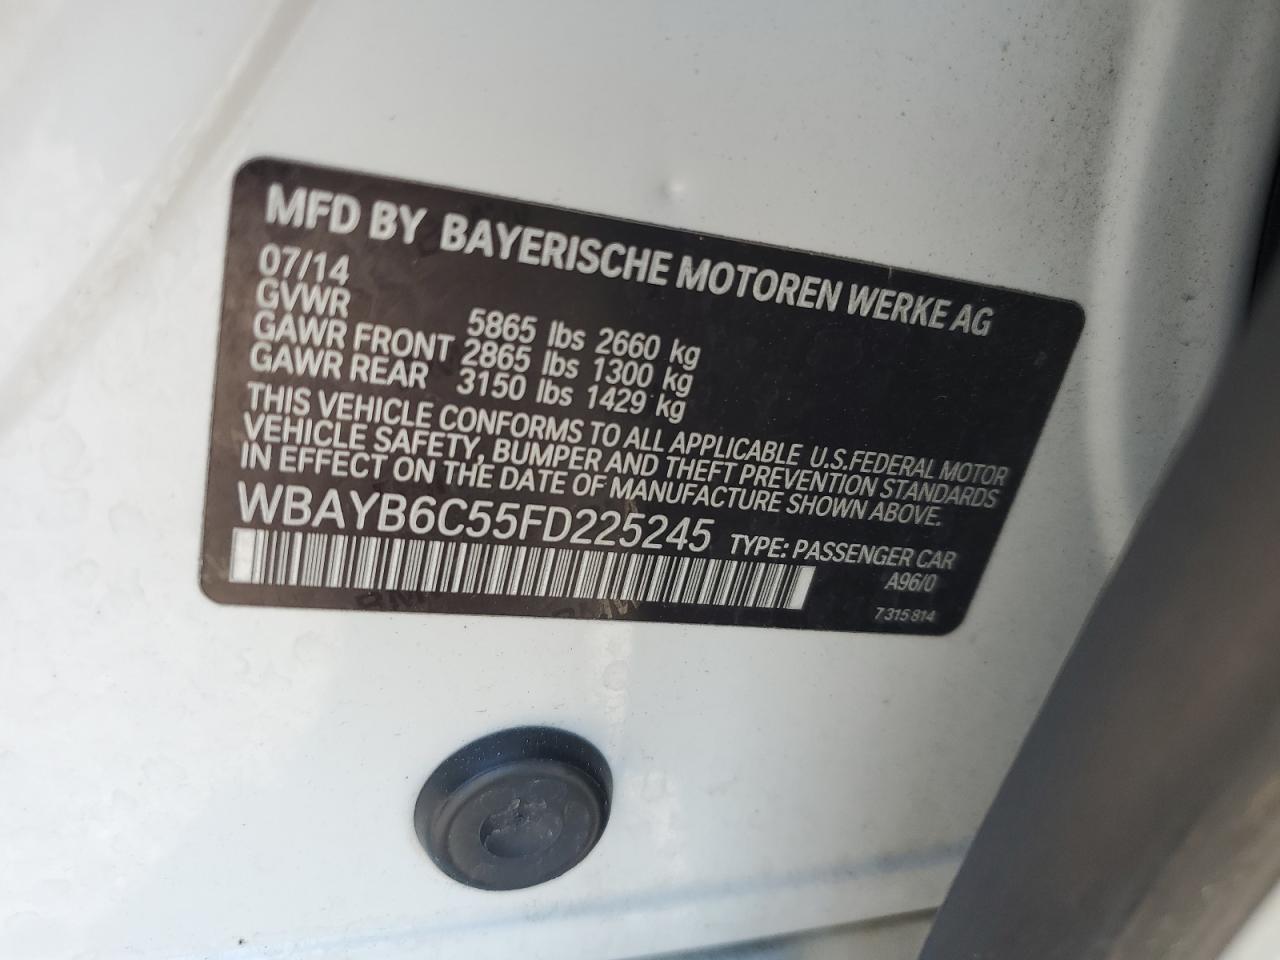 MFD BY BAYERISCHE MOTOREN WERKE AG
07/14
GVWR 5865 lbs 2660 kg
GAWR FRONT 2865 lbs 1300 kg
GAWR REAR 3150 lbs 1429 kg
THIS VEHICLE CONFORMS TO ALL APPLICABLE U.S.FEDERAL MOTOR
VEHICLE SAFETY, BUMPER AND THEFT PREVENTION STANDARDS
IN EFFECT ON THE DATE OF MANUFACTURE SHOWN ABOVE.
WBAYB6C55FD225245 TYPE: PASSENGER CAR
A96/0
7 315 814